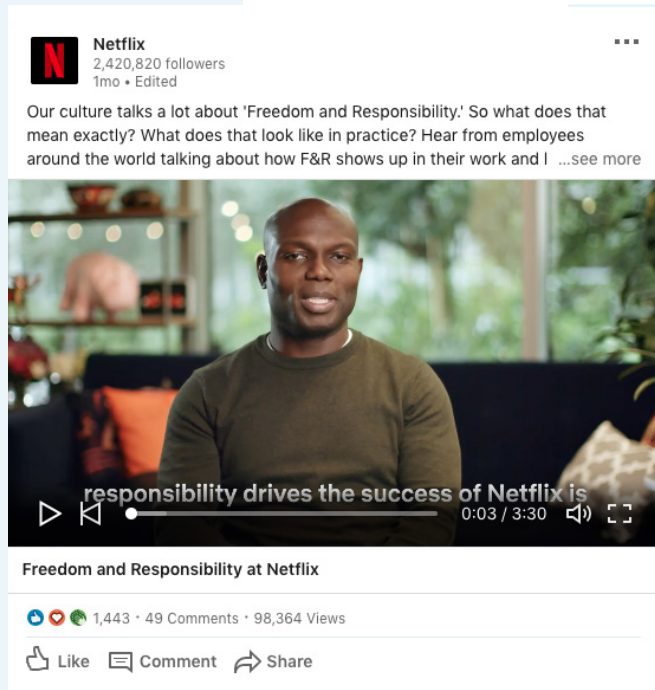 Netflix
2,420,820 followers
1mo • Edited
Our culture talks a lot about 'Freedom and Responsibility.' So what does that
mean exactly? What does that look like in practice? Hear from employees
around the world talking about how F&R shows up in their work and l ...see more
responsibility drives the success of Netflix is
0:03 / 3:30
Freedom and Responsibility at Netflix
1,443 · 49 Comments · 98,364 Views
Like Comment Share